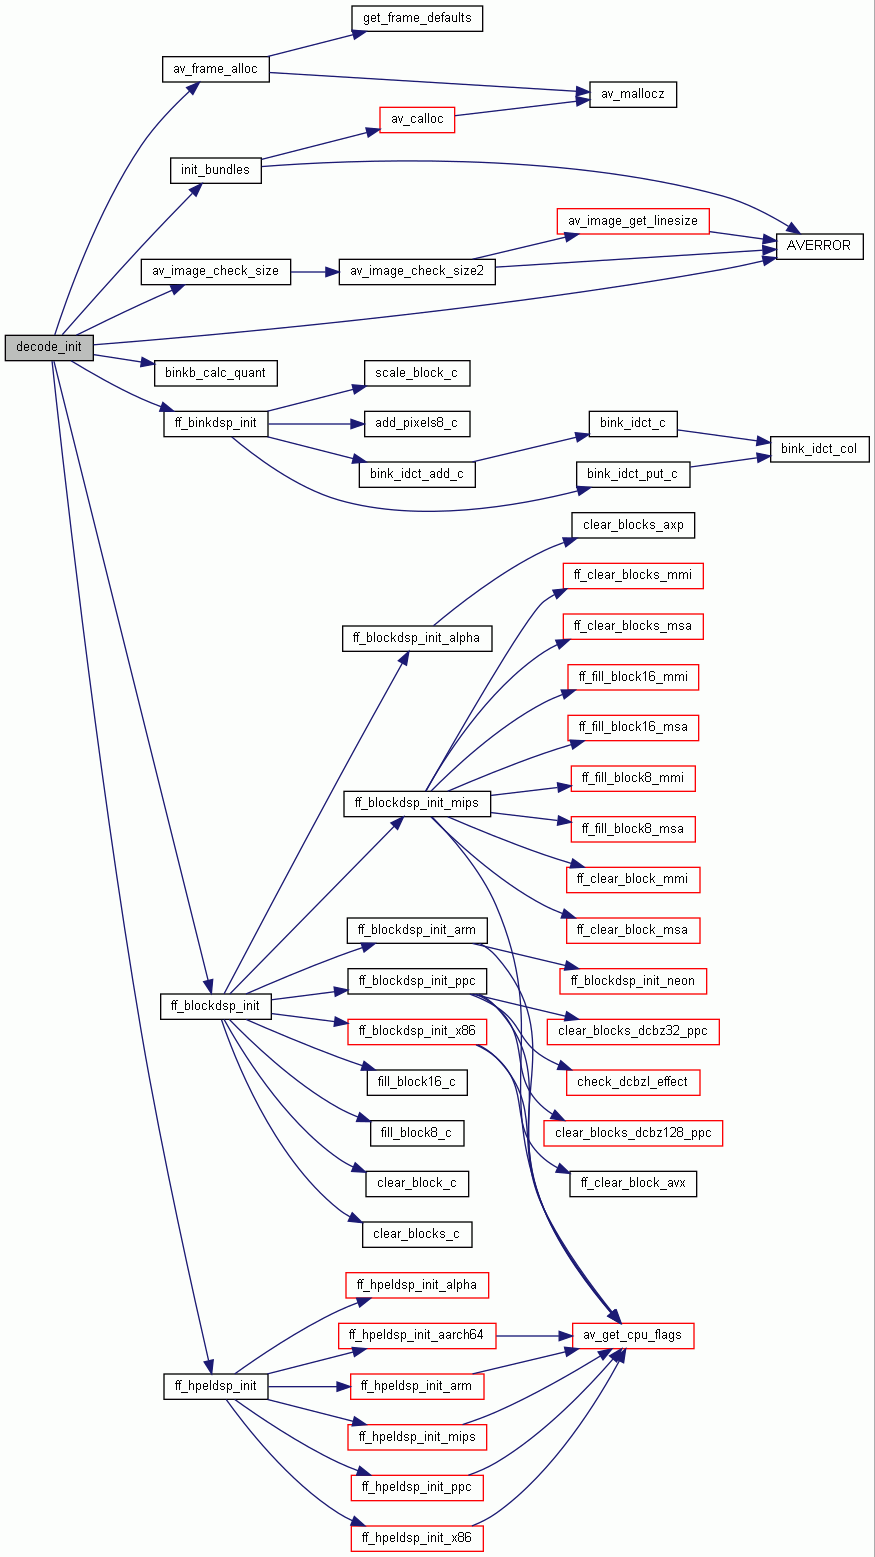 get_frame_defaults
av_frame_alloc
av_mallocz
av_calloc
init_bundles
av_image_get_linesize
AVERROR
av_image_check_size
av_image_check_size2
decode_init
binkb_calc_quant
scale_block_c
ff_binkdsp_init
add_pixels8_c
bink_idct_c
bink_idct_col
bink_idct_add_c
bink_idct_put_c
clear_blocks_axp
ff_clear_blocks_mmi
ff_clear_blocks_msa
ff_blockdsp_init_alpha
ff_fill_block16_mmi
ff_fill_block16_msa
ff_fill_block8_mmi
ff_blockdsp_init_mips
ff_fill_block8_msa
ff_clear_block_mmi
ff_clear_block_msa
ff_blockdsp_init_arm
ff_blockdsp_init_neon
ff_blockdsp_init_ppc
ff_blockdsp_init
ff_blockdsp_init_x86
clear_blocks_dcbz32_ppc
fill_block16_c
check_dcbzl_effect
fill_block8_c
clear_blocks_dcbz128_ppc
clear_block_c
ff_clear_block_avx
clear_blocks_c
ff_hpeldsp_init_alpha
ff_hpeldsp_init_aarch64
av_get_cpu_flags
ff_hpeldsp_init
ff_hpeldsp_init_arm
ff_hpeldsp_init_mips
ff_hpeldsp_init_ppc
ff_hpeldsp_init_x86